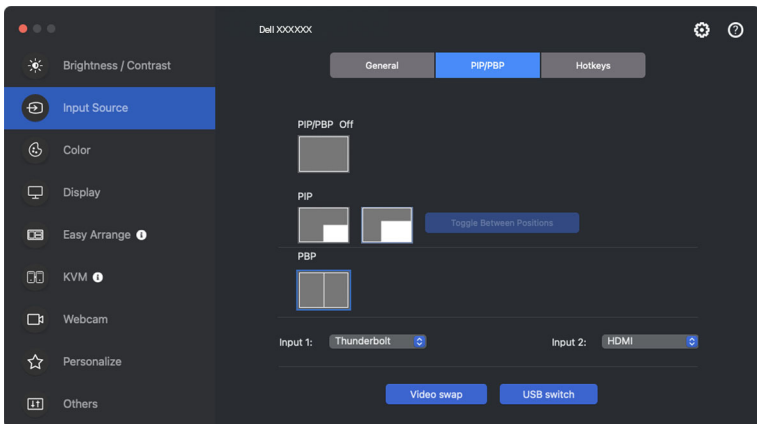 Dell XXXXXX
Brightness / Contrast
Input Source
Color
Display
Easy Arrange
KVM
Webcam
Personalize
Others
General
PIP/PBP
Hotkeys
PIP/PBP Off
PIP
Toggle Between Positions
PBP
Input 1: Thunderbolt
Input 2: HDMI
Video swap
USB switch